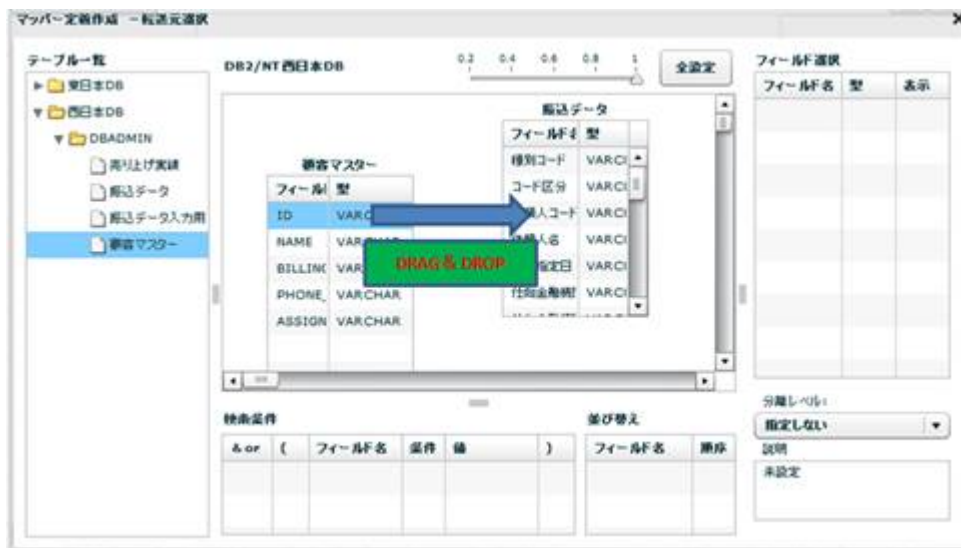 マッパー定義作成 －転送元選択
テーブル一覧
東日本DB
西日本DB
DBADMIN
売り上げ実績
振込データ
振込データ入力用
顧客マスター
DB2/NT 西日本DB
0.2 0.4 0.6 0.8 1
全設定
顧客マスター
フィール 型
ID VARC
NAME VAR
BILLING VAR
PHONE_ VARCHAR
ASSIGN VARCHAR
振込データ
フィールド名 型
種別コード VARC
コード区分 VARC
人コード VARC
人名 VARC
指定日 VARC
仕向金融機 VARC
DRAG & DROP
検索条件
& or ( フィールド名 条件 値 )
並び替え
フィールド名 順序
フィールド選択
フィールド名 型 表示
分離レベル:
指定しない
説明
未設定